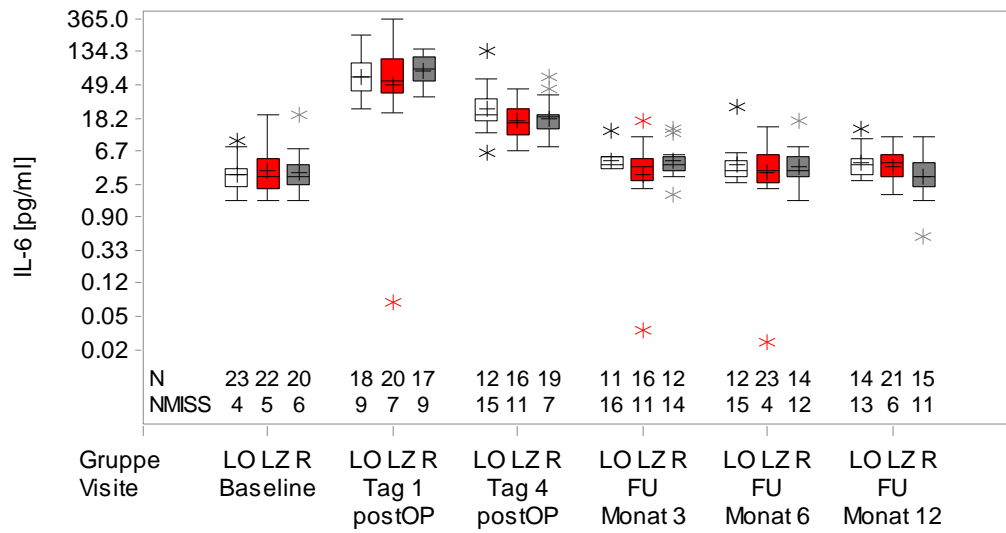 IL-6 [pg/ml]
365.0
134.3
49.4
18.2
6.7
2.5
0.90
0.33
0.12
0.05
0.02
N 23 22 20 18 20 17 12 16 19 11 16 12 12 23 14 14 21 15
NMISS 4 5 6 9 7 9 15 11 7 16 11 14 15 4 12 13 6 11
Gruppe LO LZ R LO LZ R LO LZ R LO LZ R LO LZ R LO LZ R
Visite Baseline Tag 1 Tag 4 FU FU FU
postOP postOP Monat 3 Monat 6 Monat 12